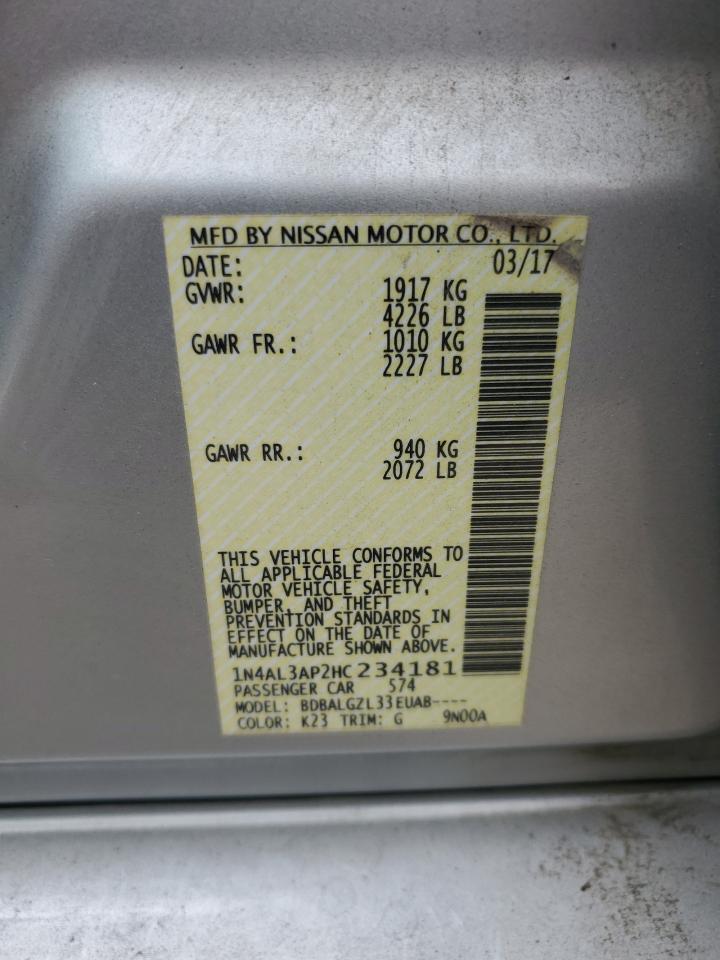 MFD BY NISSAN MOTOR CO., LTD.
DATE: 03/17
GVWR: 1917 KG
4226 LB
GAWR FR.: 1010 KG
2227 LB
GAWR RR.: 940 KG
2072 LB
THIS VEHICLE CONFORMS TO
ALL APPLICABLE FEDERAL
MOTOR VEHICLE SAFETY,
BUMPER, AND THEFT
PREVENTION STANDARDS IN
EFFECT ON THE DATE OF
MANUFACTURE SHOWN ABOVE.
1N4AL3AP2HC234181
PASSENGER CAR 574
MODEL: BDBALGZL33EUAB----
COLOR: K23 TRIM: G 9N00A